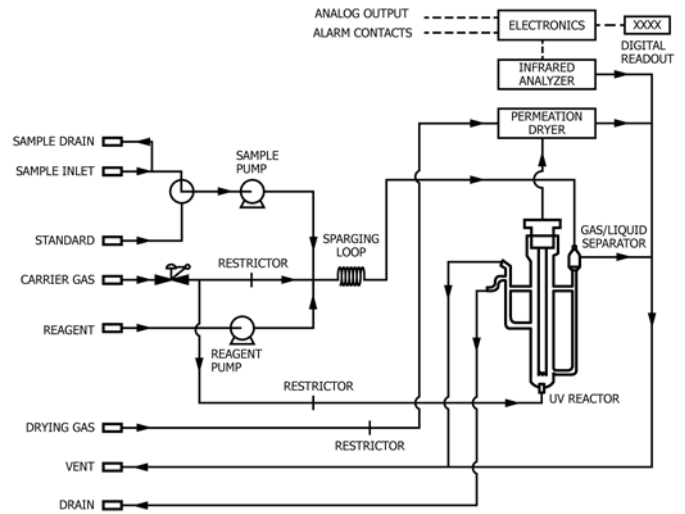 ANALOG OUTPUT
ALARM CONTACTS
ELECTRONICS
XXXX
DIGITAL
READOUT
INFRARED
ANALYZER
PERMEATION
DRYER
SAMPLE DRAIN
SAMPLE INLET
SAMPLE
PUMP
STANDARD
SPARGING
LOOP
GAS/LIQUID
SEPARATOR
RESTRICTOR
CARRIER GAS
REAGENT
REAGENT
PUMP
RESTRICTOR
UV REACTOR
DRYING GAS
RESTRICTOR
VENT
DRAIN